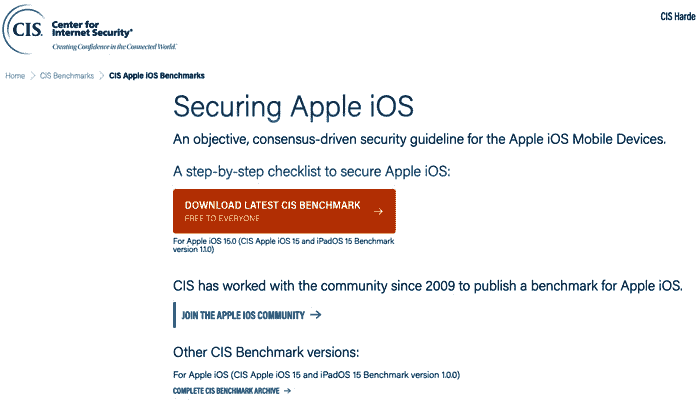 CIS.
Center for
Internet Security®
Creating Confidence in the Connected World.
CIS Harde
Home > CIS Benchmarks > CIS Apple iOS Benchmarks
Securing Apple iOS
An objective, consensus-driven security guideline for the Apple iOS Mobile Devices.
A step-by-step checklist to secure Apple iOS:
DOWNLOAD LATEST CIS BENCHMARK →
FREE TO EVERYONE
For Apple iOS 15.0 (CIS Apple iOS 15 and iPadOS 15 Benchmark
version 1.1.0)
CIS has worked with the community since 2009 to publish a benchmark for Apple iOS.
JOIN THE APPLE IOS COMMUNITY →
Other CIS Benchmark versions:
For Apple iOS (CIS Apple iOS 15 and iPadOS 15 Benchmark version 1.0.0)
COMPLETE CIS BENCHMARK ARCHIVE →